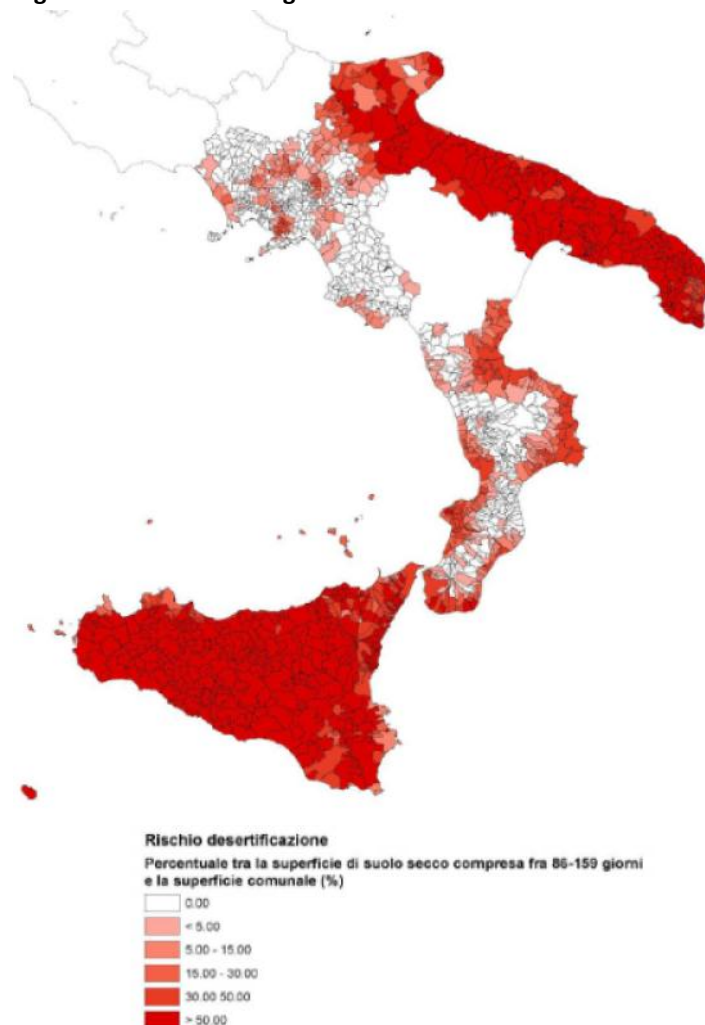 Rischio desertificazione
Percentuale tra la superficie di suolo secco compresa fra 86-159 giorni
e la superficie comunale (%)
0.00
< 5.00
5.00 - 15.00
15.00 - 30.00
30.00 50.00
> 50.00